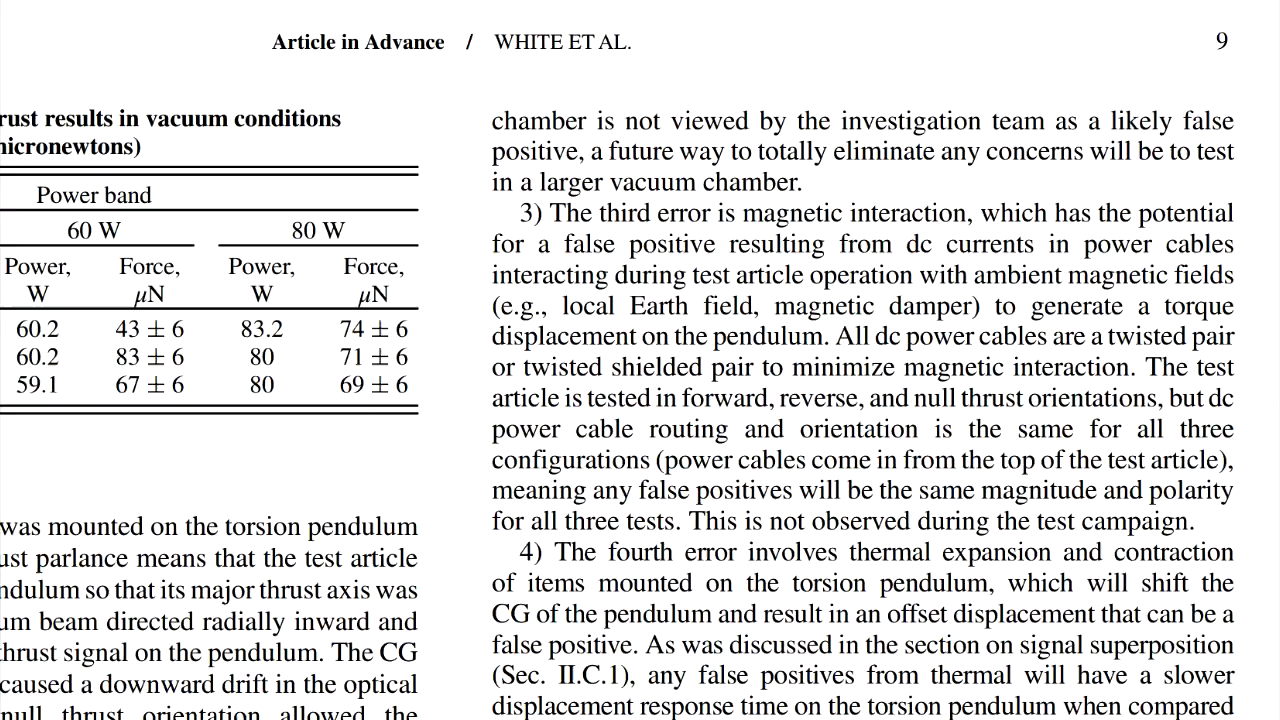 Article in Advance / WHITE ET AL. 9
rust results in vacuum conditions
icronewtons)
Power band
60 W 80 W
Power, Force, Power, Force,
W μN W μN
60.2 43 ± 6 83.2 74 ± 6
60.2 83 ± 6 80 71 ± 6
59.1 67 ± 6 80 69 ± 6
was mounted on the torsion pendulum
ust parlance means that the test article
ndulum so that its major thrust axis was
um beam directed radially inward and
thrust signal on the pendulum. The CG
caused a downward drift in the optical
null thrust orientation allowed the
chamber is not viewed by the investigation team as a likely false
positive, a future way to totally eliminate any concerns will be to test
in a larger vacuum chamber.
3) The third error is magnetic interaction, which has the potential
for a false positive resulting from dc currents in power cables
interacting during test article operation with ambient magnetic fields
(e.g., local Earth field, magnetic damper) to generate a torque
displacement on the pendulum. All dc power cables are a twisted pair
or twisted shielded pair to minimize magnetic interaction. The test
article is tested in forward, reverse, and null thrust orientations, but dc
power cable routing and orientation is the same for all three
configurations (power cables come in from the top of the test article),
meaning any false positives will be the same magnitude and polarity
for all three tests. This is not observed during the test campaign.
4) The fourth error involves thermal expansion and contraction
of items mounted on the torsion pendulum, which will shift the
CG of the pendulum and result in an offset displacement that can be a
false positive. As was discussed in the section on signal superposition
(Sec. II.C.1), any false positives from thermal will have a slower
displacement response time on the torsion pendulum when compared